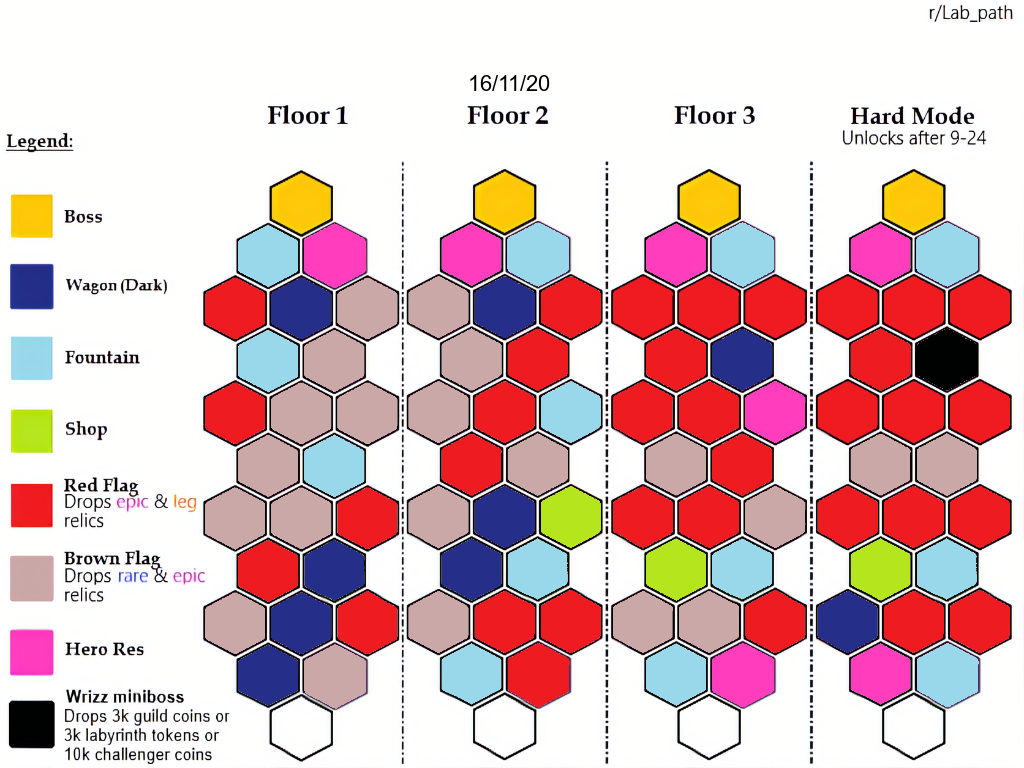 r/Lab_path
16/11/20
Floor 1
Floor 2
Floor 3
Hard Mode
Unlocks after 9-24
Legend:
Boss
Wagon (Dark)
Fountain
Shop
Red Flag
Drops epic & leg
relics
Brown Flag
Drops rare & epic
relics
Hero Res
Wrizz miniboss
Drops 3k guild coins or
3k labyrinth tokens or
10k challenger coins